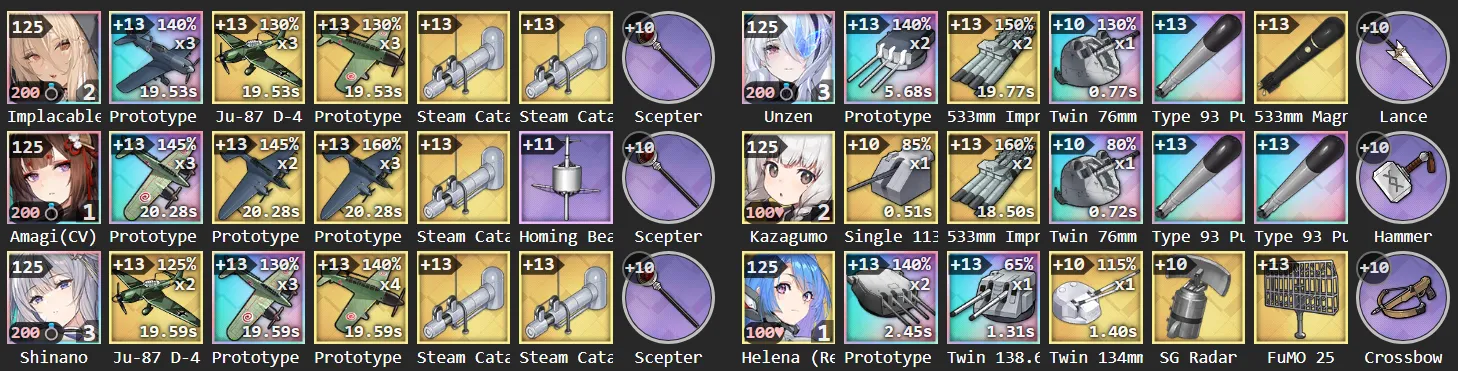 125 +13 140% +13 130% +13 130% +13 +13 +10
x3 x3 x3
200 2 19.53s 19.53s 19.53s
Implacable Prototype Ju-87 D-4 Prototype Steam Cata Steam Cata Scepter
125 +13 140% +13 150% +10 130% +13 +13 +10
x2 x2 x1
200 3 5.68s 19.77s 0.77s
Unzen Prototype 533mm Impr Twin 76mm Type 93 Pu 533mm Magn Lance
125 +13 145% +13 145% +13 160% +13 +11 +10
x3 x2 x3
200 1 20.28s 20.28s 20.28s
Amagi(CV) Prototype Prototype Prototype Steam Cata Homing Bea Scepter
125 +10 85% +13 160% +10 80% +13 +13 +10
x1 x2 x1
100♥ 2 0.51s 18.50s 0.72s
Kazagumo Single 113 533mm Impr Twin 76mm Type 93 Pu Type 93 Pu Hammer
125 +13 125% +13 130% +13 140% +13 +13 +10
x2 x3 x4
200 3 19.59s 19.59s 19.59s
Shinano Ju-87 D-4 Prototype Prototype Steam Cata Steam Cata Scepter
125 +13 140% +13 65% +10 115% +10 +13 +10
x2 x1 x1
100♥ 1 2.45s 1.31s 1.40s
Helena (Re Prototype Twin 138.6 Twin 134mm SG Radar FuMO 25 Crossbow